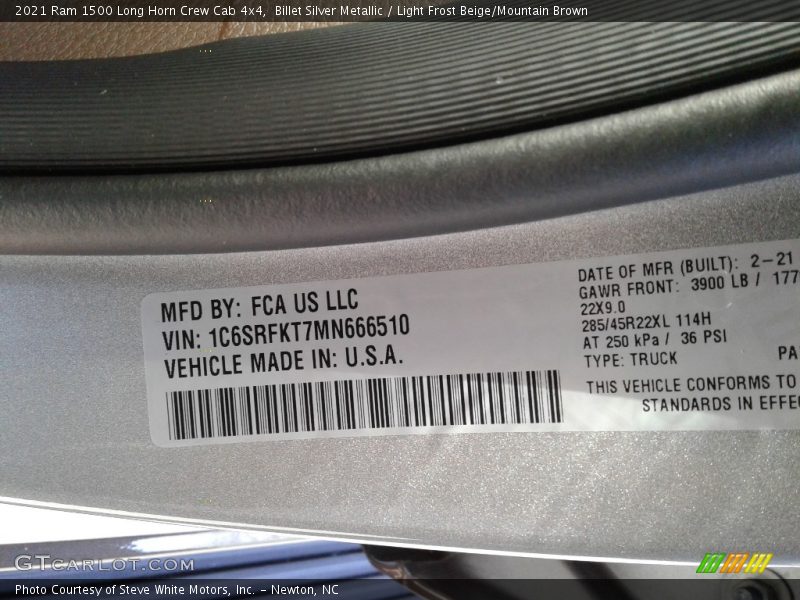 2021 Ram 1500 Long Horn Crew Cab 4x4,  Billet Silver Metallic / Light Frost Beige/Mountain Brown
MFD BY: FCA US LLC
VIN: 1C6SRFKT7MN666510
VEHICLE MADE IN: U.S.A.
DATE OF MFR (BUILT): 2-21
GAWR FRONT: 3900 LB / 177
22X9.0
285/45R22XL 114H
AT 250 kPa / 36 PSI
TYPE: TRUCK
PA
THIS VEHICLE CONFORMS TO
STANDARDS IN EFFE
GTCARLOT.COM
Photo Courtesy of Steve White Motors, Inc. – Newton, NC